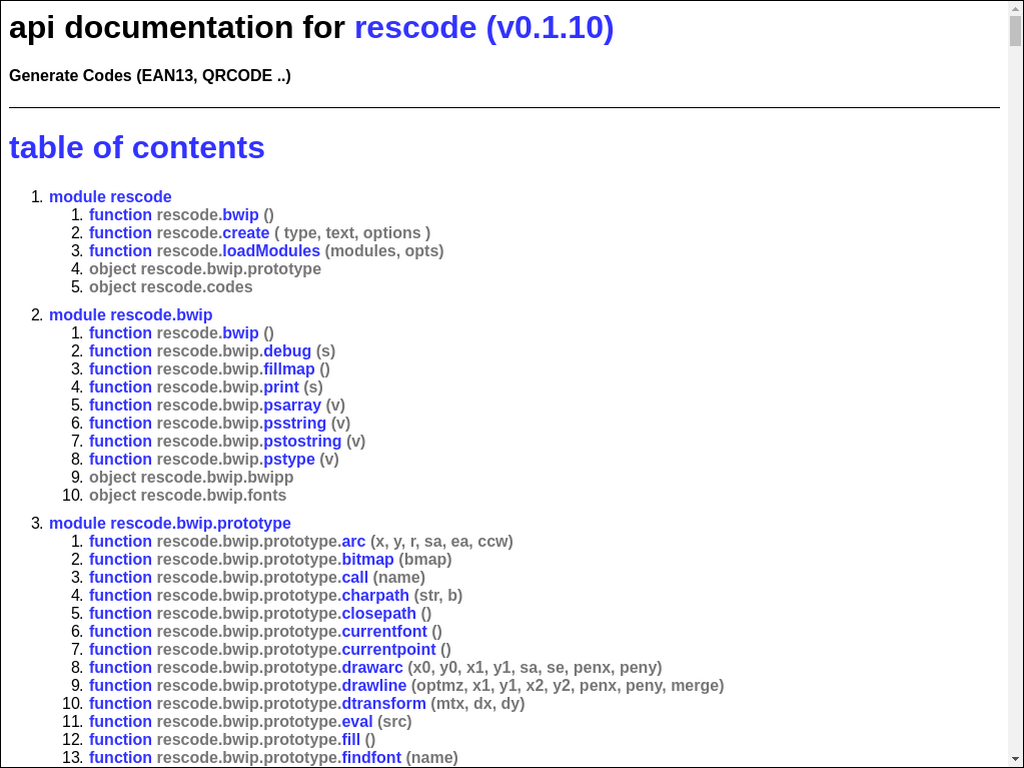 api documentation for rescode (v0.1.10)
Generate Codes (EAN13, QRCODE ..)
table of contents
1. module rescode
1. function rescode.bwip ()
2. function rescode.create ( type, text, options )
3. function rescode.loadModules (modules, opts)
4. object rescode.bwip.prototype
5. object rescode.codes
2. module rescode.bwip
1. function rescode.bwip ()
2. function rescode.bwip.debug (s)
3. function rescode.bwip.fillmap ()
4. function rescode.bwip.print (s)
5. function rescode.bwip.psarray (v)
6. function rescode.bwip.psstring (v)
7. function rescode.bwip.pstostring (v)
8. function rescode.bwip.pstype (v)
9. object rescode.bwip.bwipp
10. object rescode.bwip.fonts
3. module rescode.bwip.prototype
1. function rescode.bwip.prototype.arc (x, y, r, sa, ea, ccw)
2. function rescode.bwip.prototype.bitmap (bmap)
3. function rescode.bwip.prototype.call (name)
4. function rescode.bwip.prototype.charpath (str, b)
5. function rescode.bwip.prototype.closepath ()
6. function rescode.bwip.prototype.currentfont ()
7. function rescode.bwip.prototype.currentpoint ()
8. function rescode.bwip.prototype.drawarc (x0, y0, x1, y1, sa, se, penx, peny)
9. function rescode.bwip.prototype.drawline (optmz, x1, y1, x2, y2, penx, peny, merge)
10. function rescode.bwip.prototype.dtransform (mtx, dx, dy)
11. function rescode.bwip.prototype.eval (src)
12. function rescode.bwip.prototype.fill ()
13. function rescode.bwip.prototype.findfont (name)